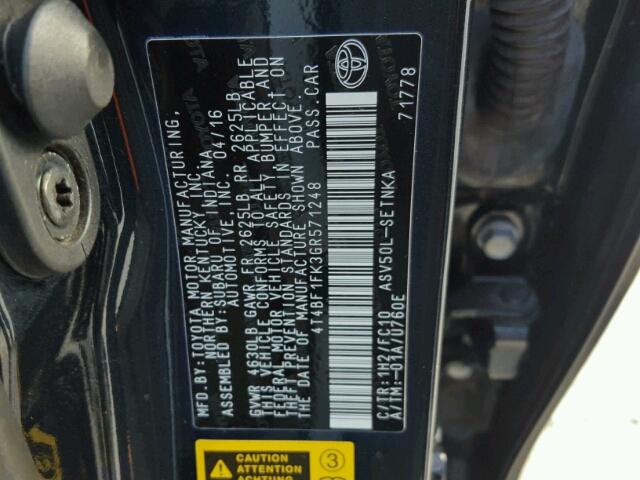 MFD.BY:TOYOTA MOTOR MANUFACTURING,
NORTHERN KENTUCKY, INC.
ASSEMBLED BY:SUBARU OF INDIANA
AUTOMOTIVE, INC. 04/16
GVWR 4630LB GAWR FR 2625LB RR 2625LB
THIS VEHICLE CONFORMS TO ALL APPLICABLE
FEDERAL MOTOR VEHICLE SAFETY, BUMPER AND
THEFT PREVENTION STANDARDS IN EFFECT ON
THE DATE OF MANUFACTURE SHOWN ABOVE.
4T4BF1FK3GR571248 PASS.CAR
C/TR:1H2/FC10 ASV50L-SETNKA
A/TM:-01A/U760E
71778
TOYOTA
CAUTION
ATTENTION
3